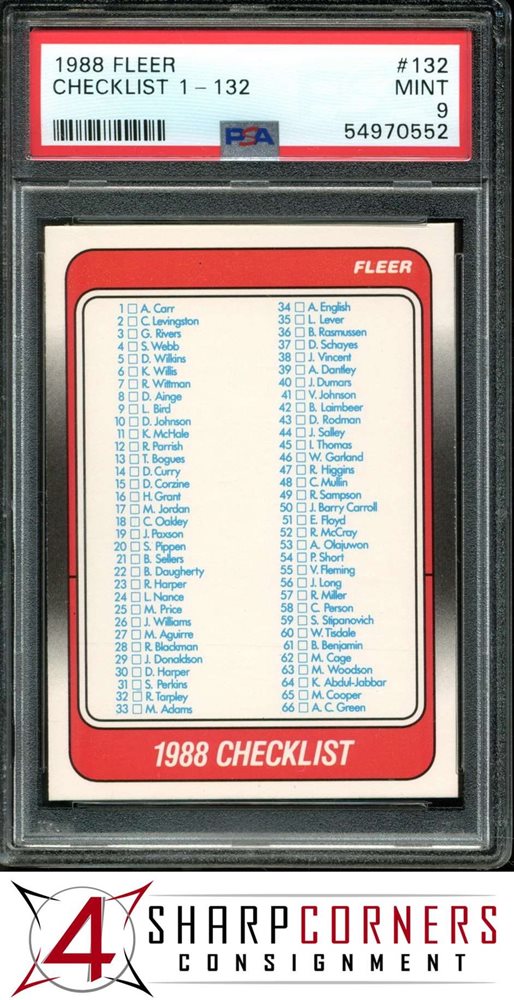 1988 FLEER #132
CHECKLIST 1 - 132 MINT
9
PSA 54970552
FLEER
1 A. Carr
2 C. Levingston
3 G. Rivers
4 S. Webb
5 D. Wilkins
6 K. Willis
7 R. Wittman
8 D. Ainge
9 L. Bird
10 D. Johnson
11 K. McHale
12 R. Parrish
13 T. Bogues
14 D. Curry
15 D. Corzine
16 H. Grant
17 M. Jordan
18 C. Oakley
19 J. Paxson
20 S. Pippen
21 B. Sellers
22 B. Daugherty
23 R. Harper
24 L. Nance
25 M. Price
26 J. Williams
27 M. Aguirre
28 R. Blackman
29 J. Donaldson
30 D. Harper
31 S. Perkins
32 R. Tarpley
33 M. Adams
34 A. English
35 L. Lever
36 B. Rasmussen
37 D. Schayes
38 J. Vincent
39 A. Dantley
40 J. Dumars
41 V. Johnson
42 B. Laimbeer
43 D. Rodman
44 J. Salley
45 I. Thomas
46 W. Garland
47 R. Higgins
48 C. Mullin
49 R. Sampson
50 J. Barry Carroll
51 E. Floyd
52 R. McCray
53 A. Olajuwon
54 P. Short
55 V. Fleming
56 J. Long
57 R. Miller
58 C. Person
59 S. Stipanovich
60 W. Tisdale
61 B. Benjamin
62 M. Cage
63 M. Woodson
64 K. Abdul-Jabbar
65 M. Cooper
66 A. C. Green
1988 CHECKLIST
4 SHARPCORNERS
CONSIGNMENT